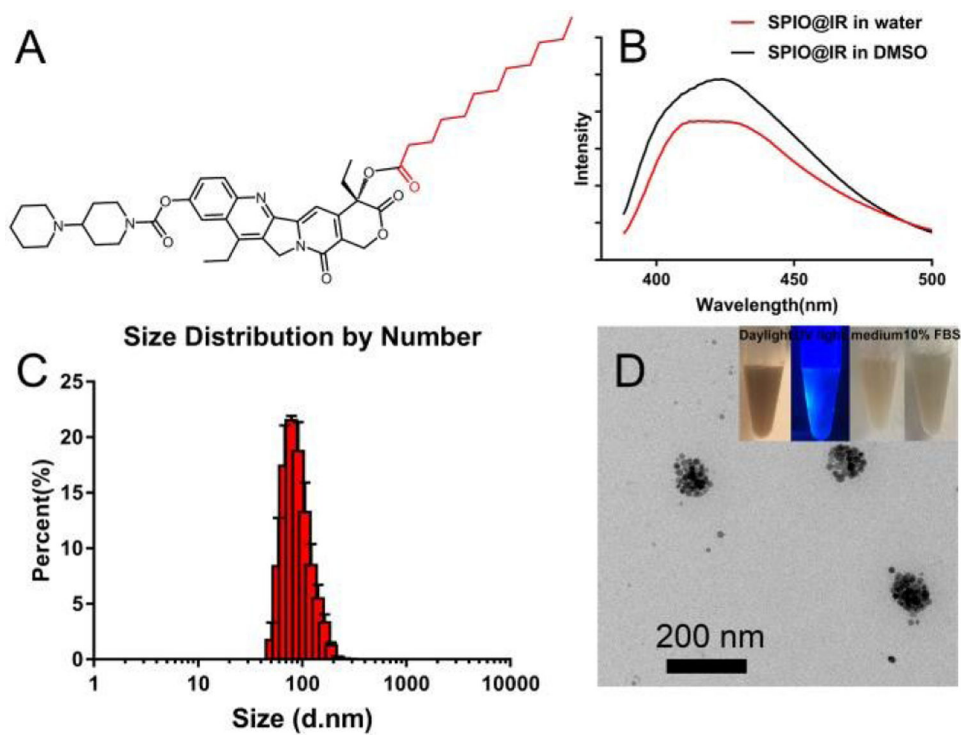 A
O
O
N
N
O
O
N
N
O
O
O
O
O
B
SPIO@IR in water
SPIO@IR in DMSO
Intensity
400
450
500
Wavelength(nm)
Size Distribution by Number
C
25
20
15
10
5
0
Percent(%)
1
10
100
1000
10000
Size (d.nm)
D
Daylight UV light medium 10% FBS
200 nm